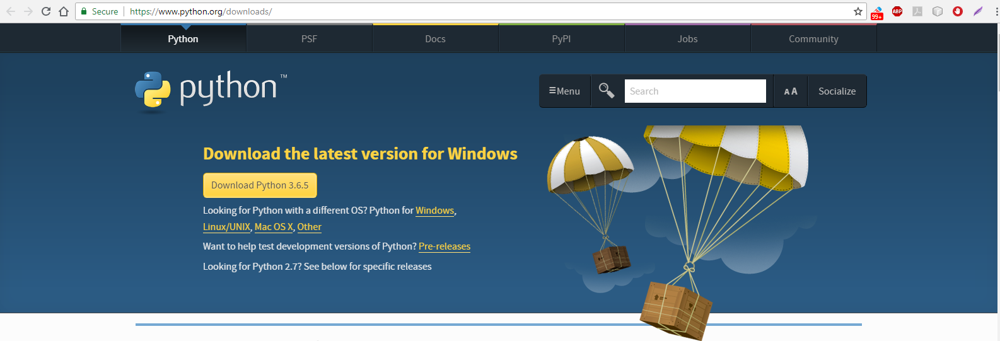 Secure https://www.python.org/downloads/
99+
ABP
Python PSF Docs PyPI Jobs Community
python™
≡Menu Search A A Socialize
Download the latest version for Windows
Download Python 3.6.5
Looking for Python with a different OS? Python for Windows,
Linux/UNIX, Mac OS X, Other
Want to help test development versions of Python? Pre-releases
Looking for Python 2.7? See below for specific releases